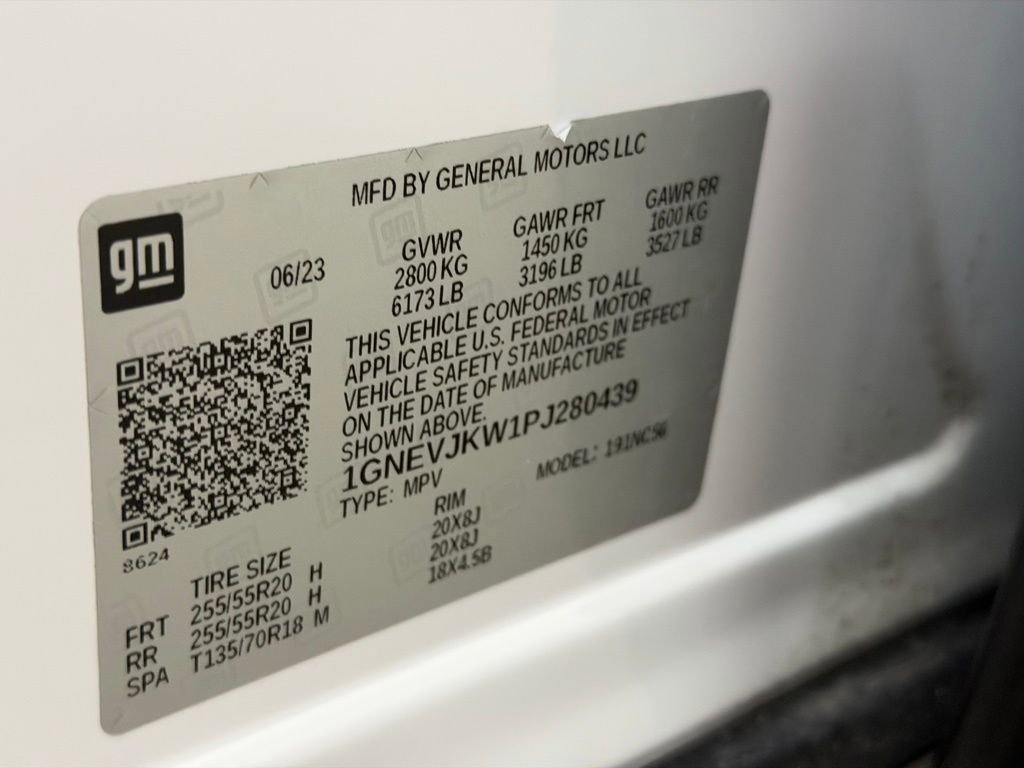 MFD BY GENERAL MOTORS LLC
gm
06/23
GVWR
2800 KG
6173 LB
GAWR FRT
1450 KG
3196 LB
GAWR RR
1600 KG
3527 LB
THIS VEHICLE CONFORMS TO ALL
APPLICABLE U.S. FEDERAL MOTOR
VEHICLE SAFETY STANDARDS IN EFFECT
ON THE DATE OF MANUFACTURE
SHOWN ABOVE.
1GNEVJKW1PJ280439
TYPE: MPV MODEL: 191NC56
8624
TIRE SIZE RIM
FRT 255/55R20 H 20X8J
RR 255/55R20 H 20X8J
SPA T135/70R18 M 18X4.5B